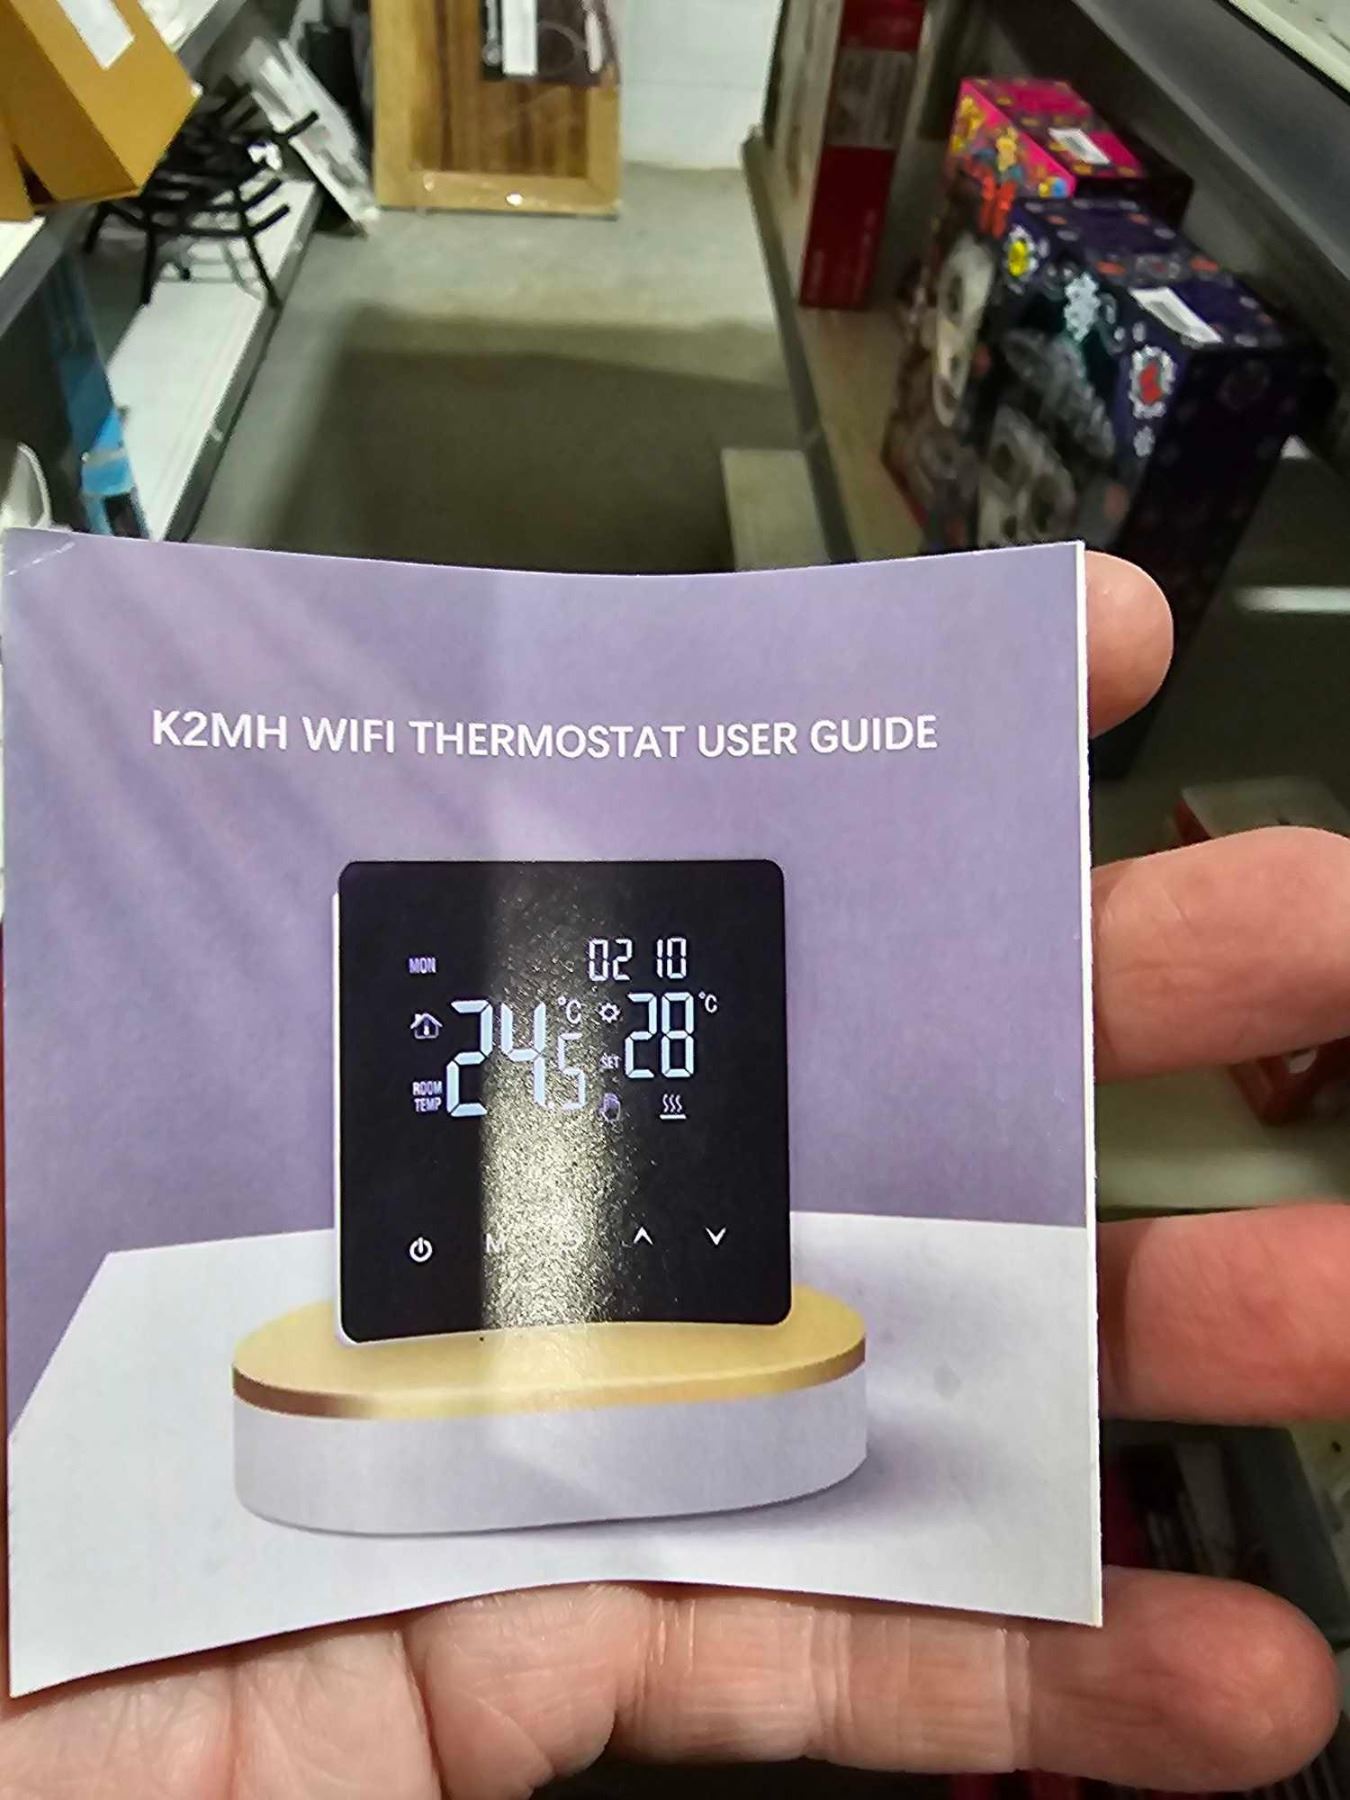 K2MH WIFI THERMOSTAT USER GUIDE
MON
02 10
24.5 °C
SET 28 °C
ROOM
TEMP
M